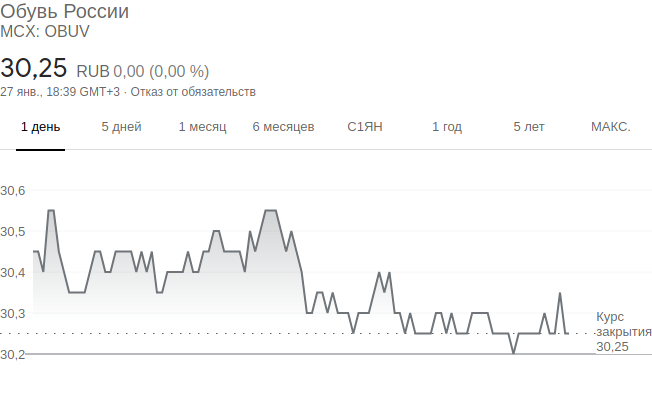 Обувь России
MCX: OBUV
30,25 RUB 0,00 (0,00 %)
27 янв., 18:39 GMT+3 · Отказ от обязательств
1 день 5 дней 1 месяц 6 месяцев С1ЯН 1 год 5 лет МАКС.
30,6
30,5
30,4
30,3
30,2
Курс
закрытия
30,25